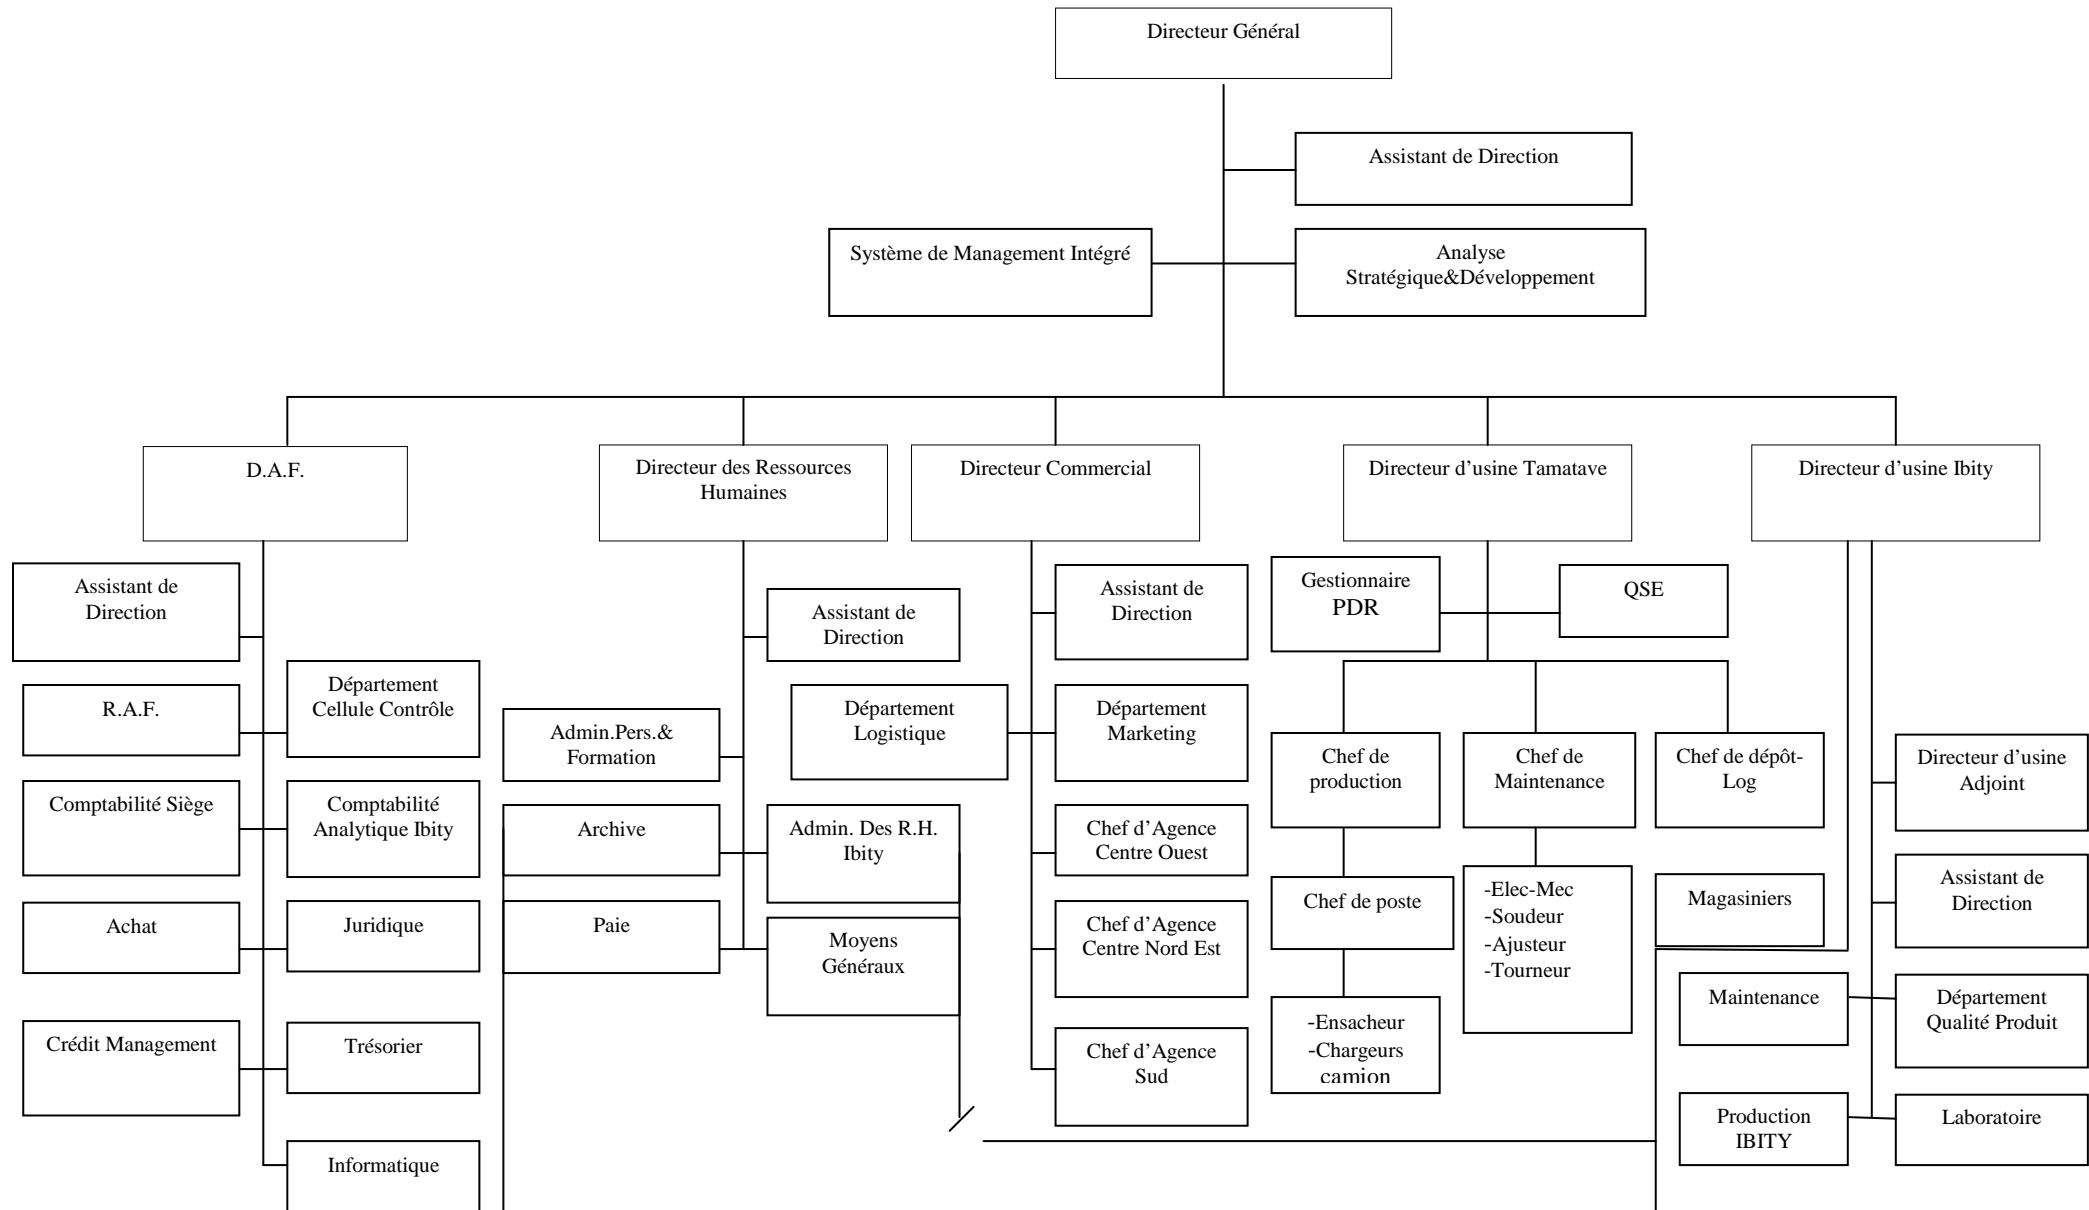 Directeur Général
Assistant de Direction
Système de Management Intégré
Analyse
Stratégique&Développement
D.A.F.
Directeur des Ressources
Humaines
Directeur Commercial
Directeur d’usine Tamatave
Directeur d’usine Ibity
Assistant de
Direction
R.A.F.
Département
Cellule Contrôle
Comptabilité Siège
Comptabilité
Analytique Ibity
Achat
Juridique
Crédit Management
Trésorier
Informatique
Assistant de
Direction
Admin.Pers.&
Formation
Archive
Admin. Des R.H.
Ibity
Paie
Moyens
Généraux
Assistant de
Direction
Département
Logistique
Département
Marketing
Chef d’Agence
Centre Ouest
Chef d’Agence
Centre Nord Est
Chef d’Agence
Sud
Gestionnaire
PDR
QSE
Chef de
production
Chef de
Maintenance
Chef de dépôt-
Log
Chef de poste
-Elec-Mec
-Soudeur
-Ajusteur
-Tourneur
Magasiniers
-Ensacheur
-Chargeurs
camion
Directeur d’usine
Adjoint
Assistant de
Direction
Maintenance
Département
Qualité Produit
Production
IBITY
Laboratoire